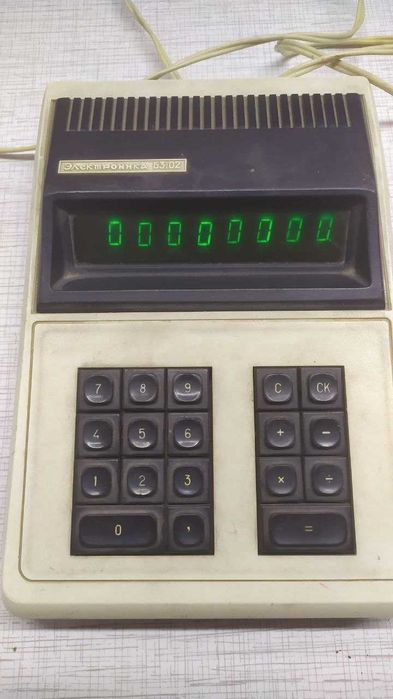 Электроника Б3-02
00000000.
7 8 9 C CK
4 5 6 + −
1 2 3 × ÷
0 , =